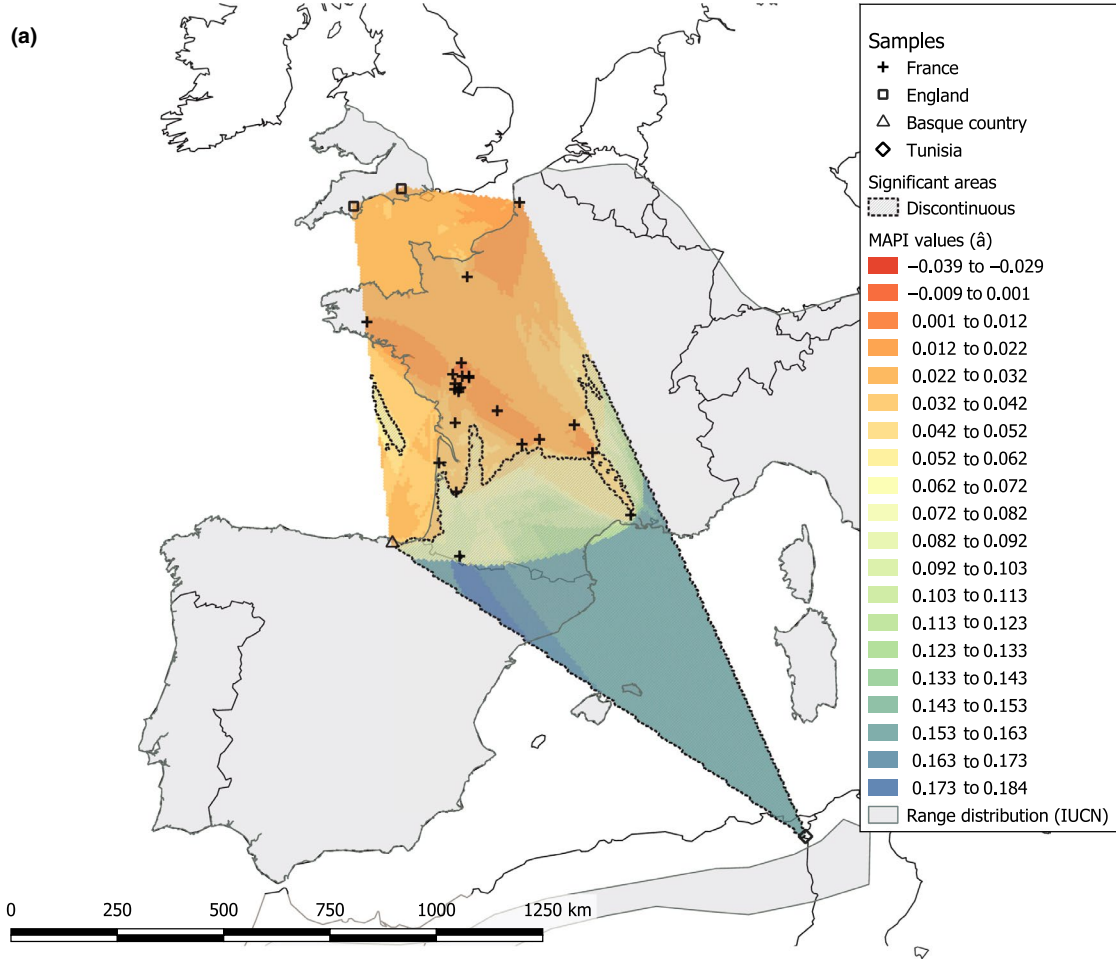 (a)
Samples
France
England
Basque country
Tunisia
Significant areas
Discontinuous
MAPI values (â)
−0.039 to −0.029
−0.009 to 0.001
0.001 to 0.012
0.012 to 0.022
0.022 to 0.032
0.032 to 0.042
0.042 to 0.052
0.052 to 0.062
0.062 to 0.072
0.072 to 0.082
0.082 to 0.092
0.092 to 0.103
0.103 to 0.113
0.113 to 0.123
0.123 to 0.133
0.133 to 0.143
0.143 to 0.153
0.153 to 0.163
0.163 to 0.173
0.173 to 0.184
Range distribution (IUCN)
0 250 500 750 1000 1250 km